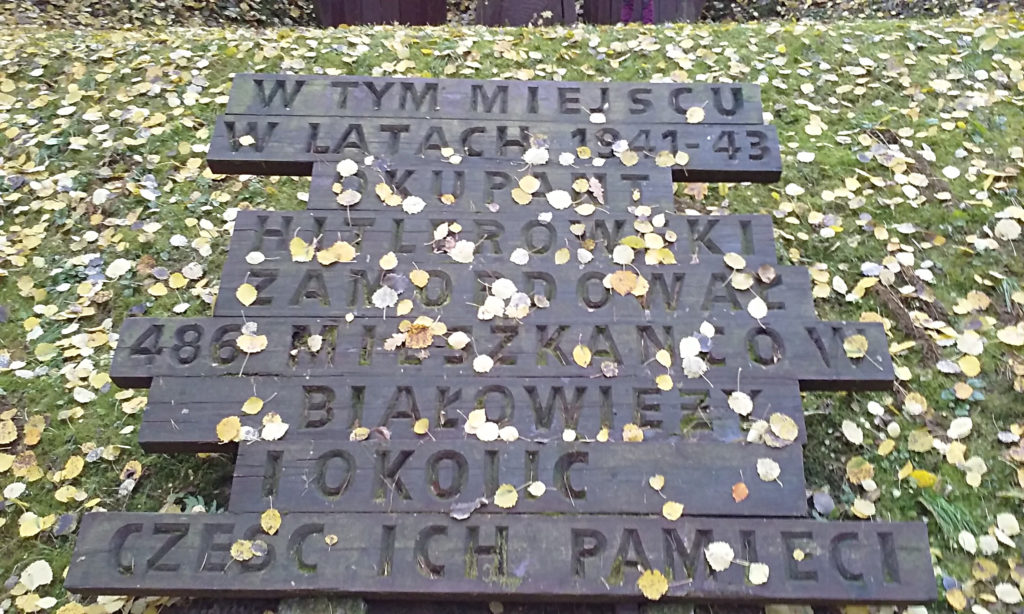 W TYM MIEJSCU
W LATACH 1941-43
OKUPANT
HITLEROWSKI
ZAMORDOWAŁ
486 MIESZKAŃCÓW
BIAŁOWIEŻY
I OKOLIC
CZEŚĆ ICH PAMIĘCI